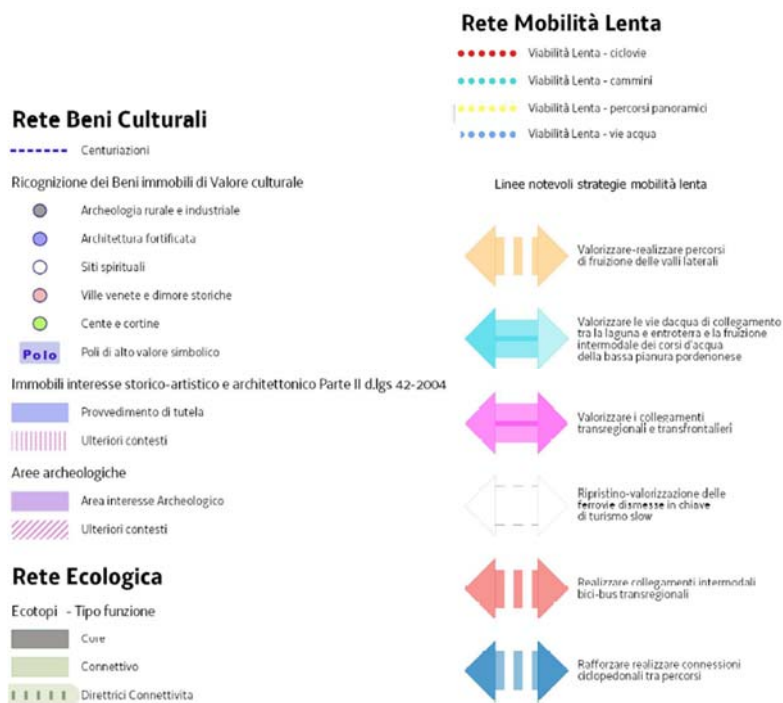 Rete Beni Culturali
Centuriazioni
Ricognizione dei Beni immobili di Valore culturale
Archeologia rurale e industriale
Architettura fortificata
Siti spirituali
Ville venete e dimore storiche
Cente e cortine
Polo
Poli di alto valore simbolico
Immobili interesse storico-artistico e architettonico Parte II d.lgs 42-2004
Provvedimento di tutela
Ulteriori contesti
Aree archeologiche
Area interesse Archeologico
Ulteriori contesti
Rete Ecologica
Ecotopi - Tipo funzione
Core
Connettivo
Direttrici Connettivita
Rete Mobilità Lenta
Viabilità Lenta - ciclovie
Viabilità Lenta - cammini
Viabilità Lenta - percorsi panoramici
Viabilità Lenta - vie acqua
Linee notevoli strategie mobilità lenta
Valorizzare-realizzare percorsi
di fruizione delle valli laterali
Valorizzare le vie dacqua di collegamento
tra la laguna e entroterra e la fruizione
intermodale dei corsi d'acqua
della bassa pianura pordenonese
Valorizzare i collegamenti
transregionali e transfrontalieri
Ripristino-valorizzazione delle
ferrovie dismesse in chiave
di turismo slow
Realizzare collegamenti intermodali
bici-bus transregionali
Rafforzare realizzare connessioni
ciclopedonali tra percorsi